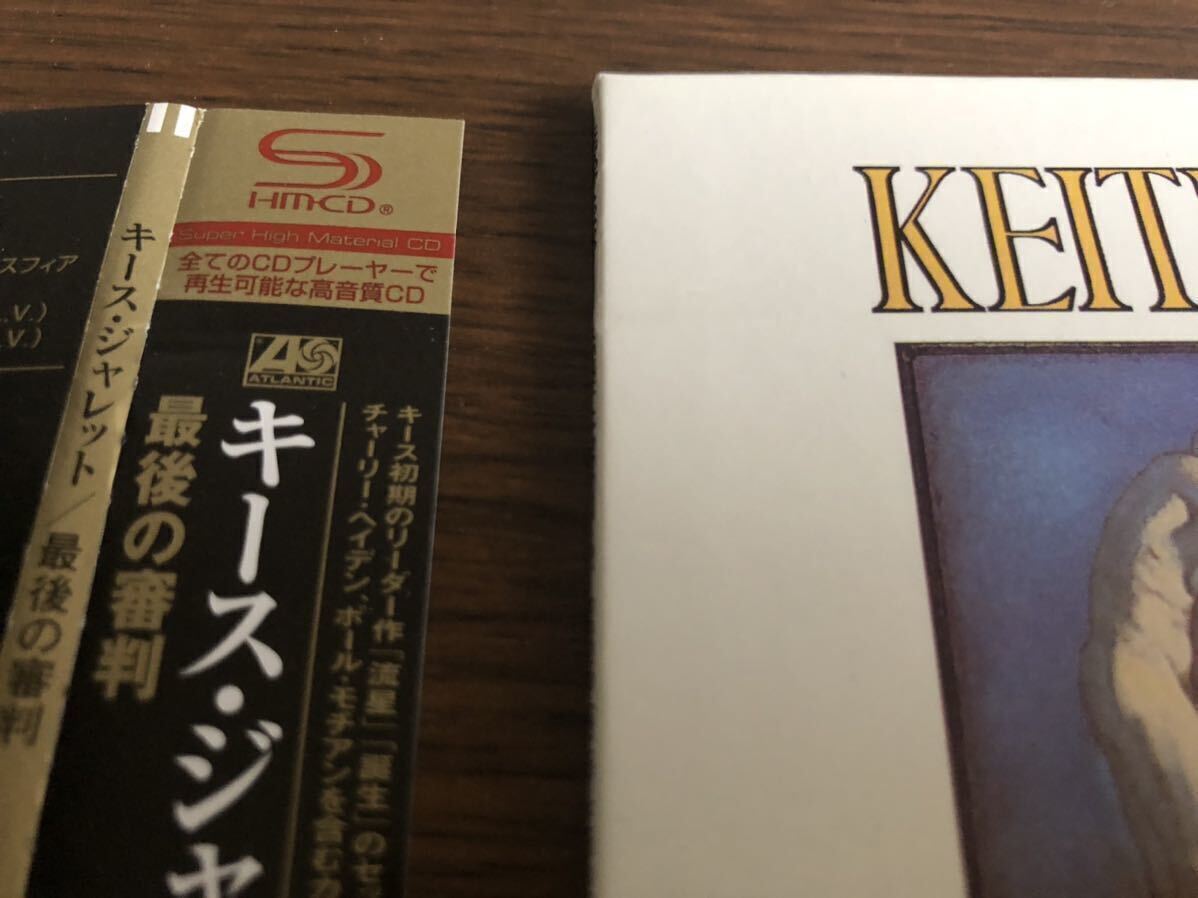 スフィア
.V.)
.V.)
キース・ジャレット/最後の審判
HM-CD®
Super High Material CD
全てのCDプレーヤーで
再生可能な高音質CD
ATLANTIC
キース初期のリーダー作「流星」「誕生」のセ
チャーリー・ヘイデン、ポール・モチアンを含むカ
キース・ジャ
最後の審判
KEIT